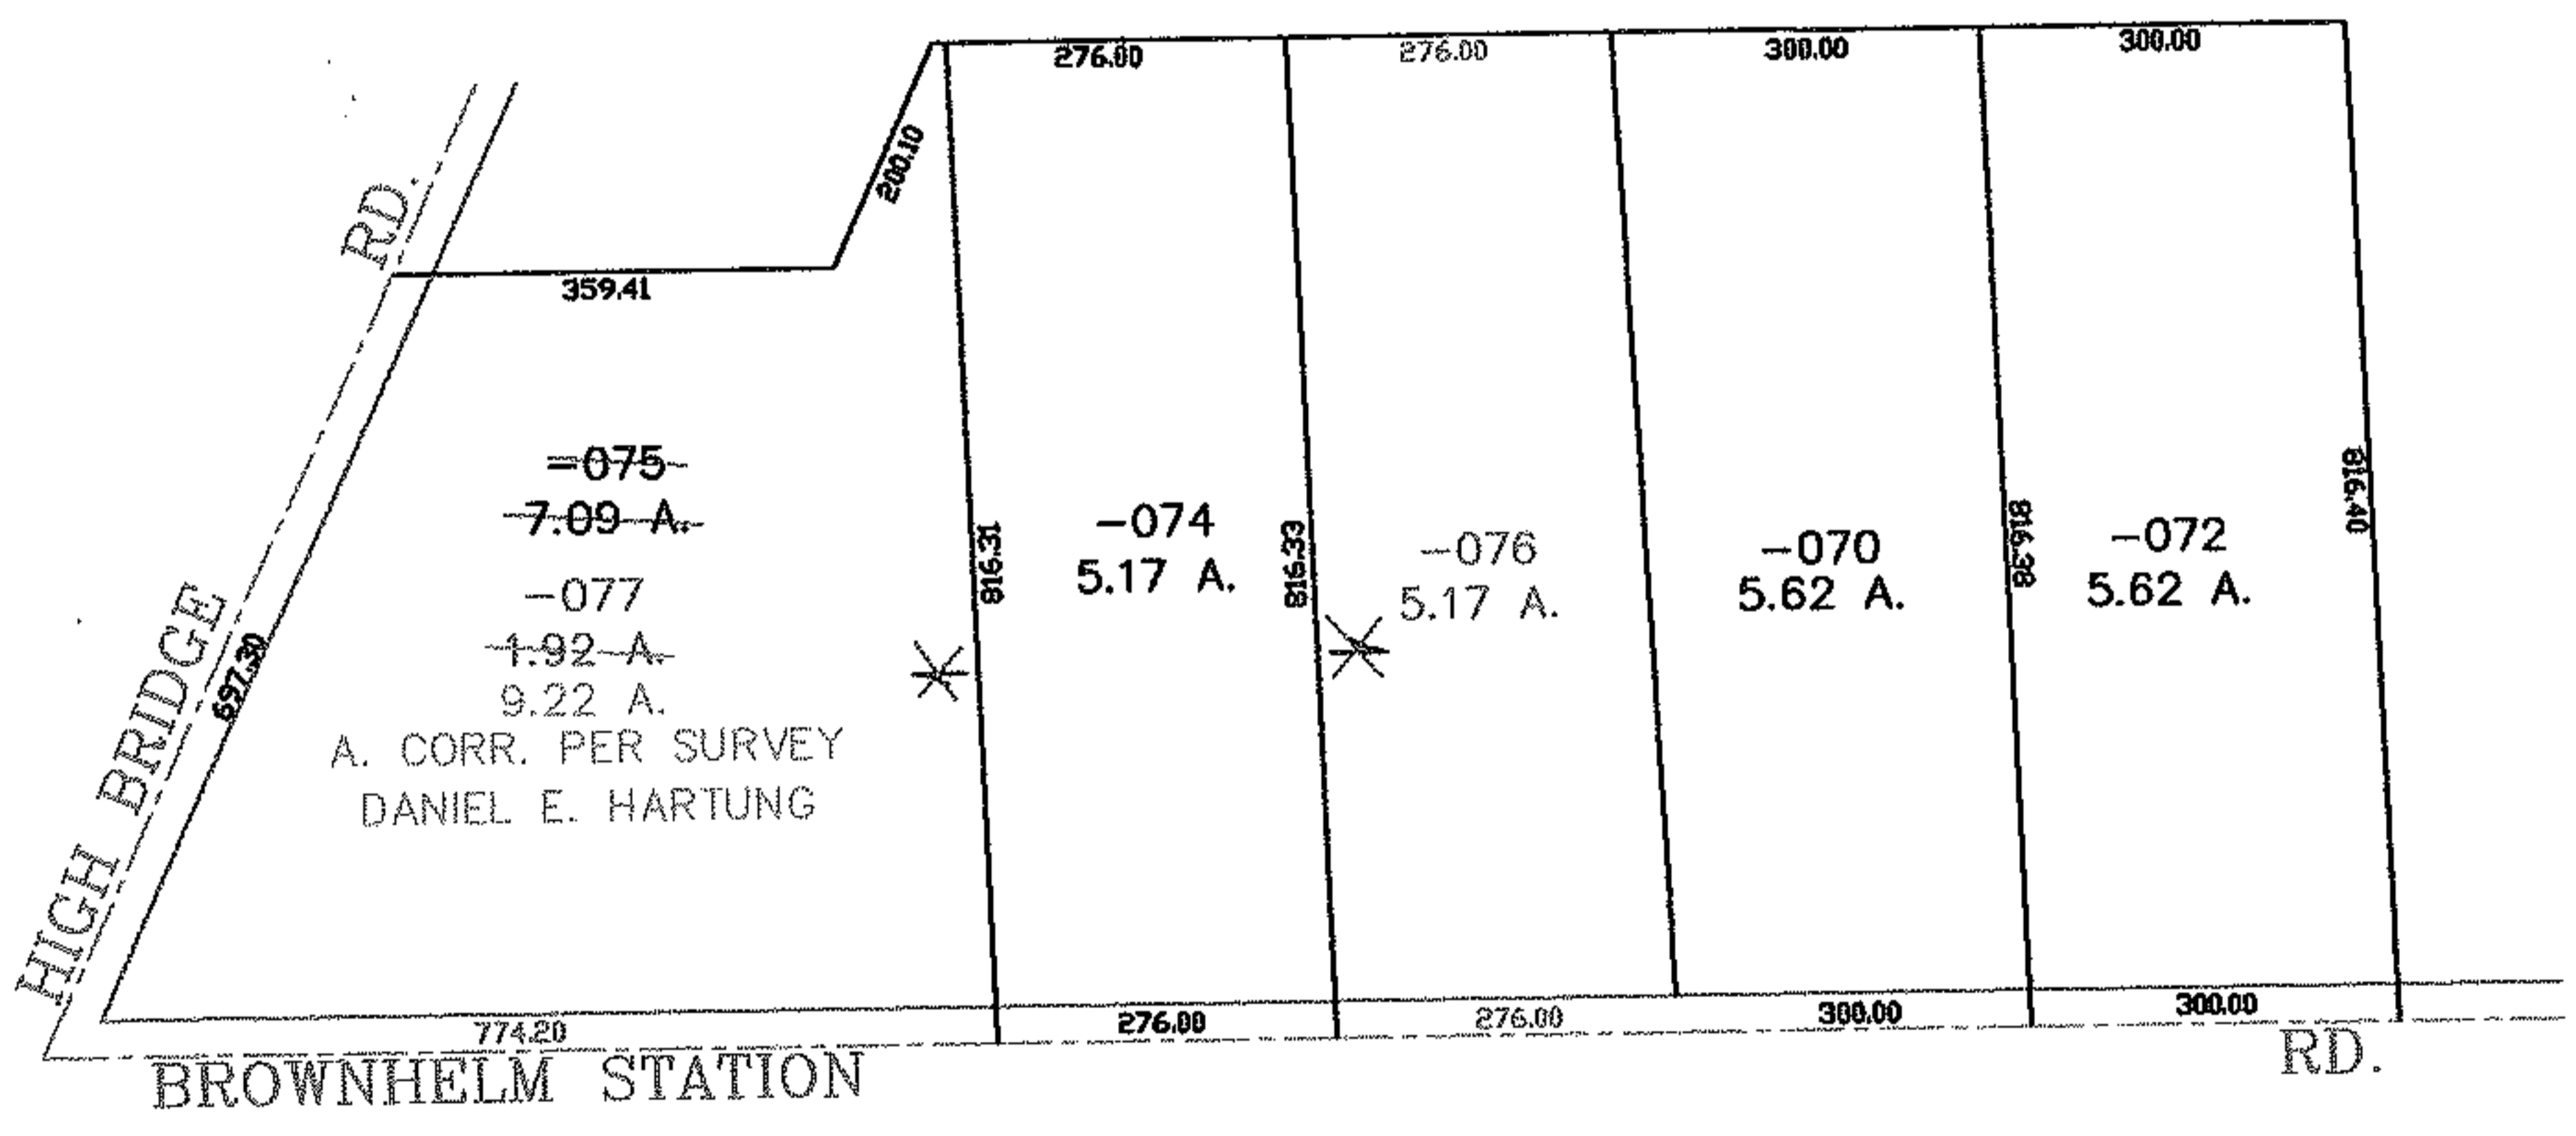 276.00
276.00
300.00
300.00
200.10
RD.
359.41
-075
7.09 A.
-077
1.92 A.
9.22 A.
A. CORR. PER SURVEY
DANIEL E. HARTUNG
816.31
-074
5.17 A.
816.33
-076
5.17 A.
-070
5.62 A.
816.38
-072
5.62 A.
816.40
HIGH BRIDGE
697.30
774.20
276.00
276.00
300.00
300.00
BROWNHELM STATION
RD.